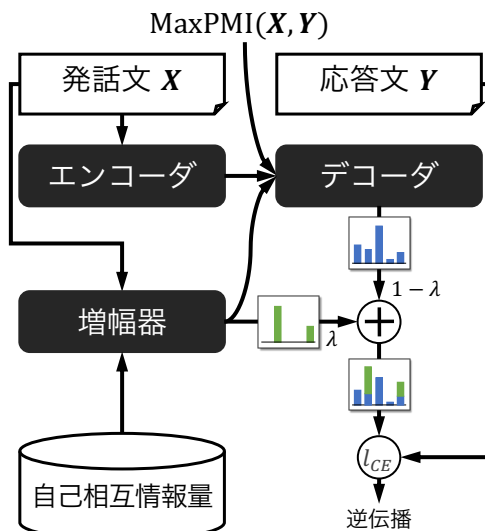 MaxPMI(X, Y)
発話文 X
応答文 Y
エンコーダ
デコーダ
1 − λ
増幅器
λ
l_CE
自己相互情報量
逆伝播